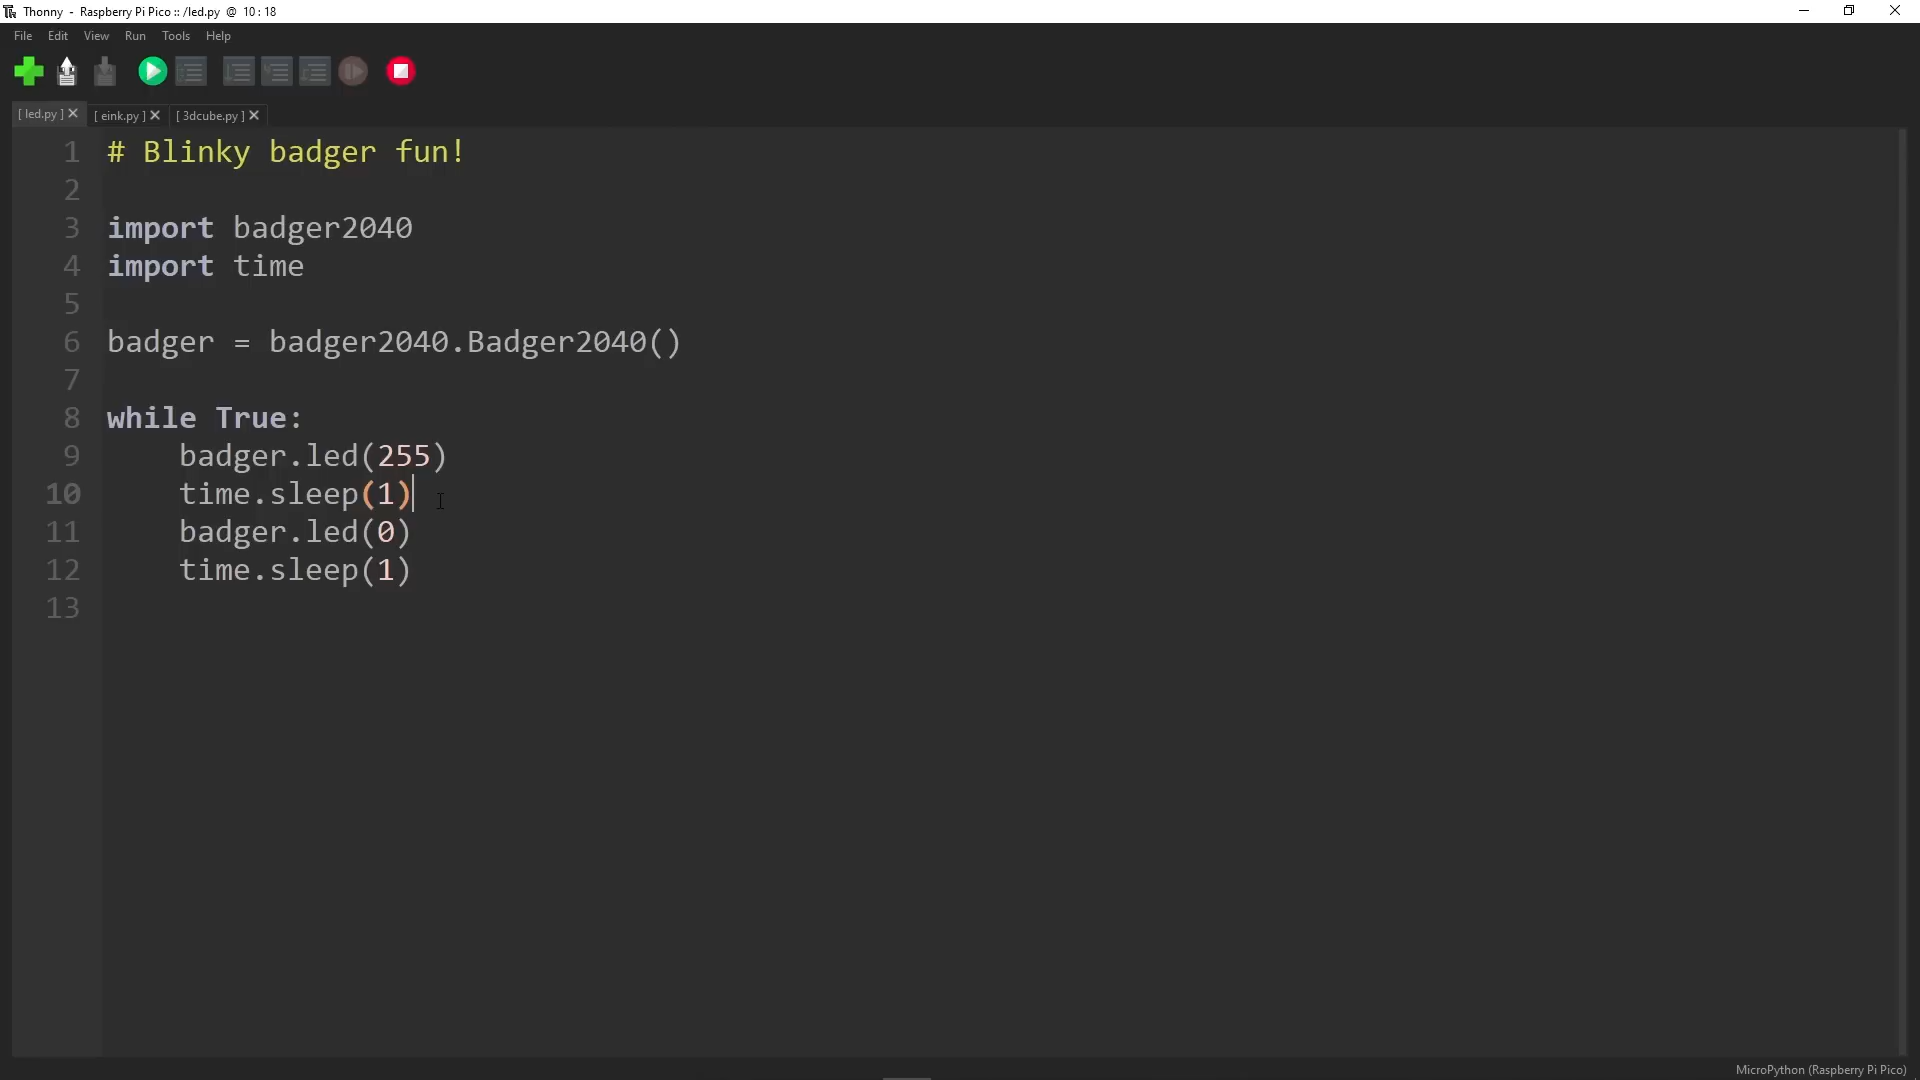 Thonny - Raspberry Pi Pico :: /led.py @ 10 : 18
File Edit View Run Tools Help
[ led.py ] [ eink.py ] [ 3dcube.py ]
1 # Blinky badger fun!
2
3 import badger2040
4 import time
5
6 badger = badger2040.Badger2040()
7
8 while True:
9     badger.led(255)
10     time.sleep(1)
11     badger.led(0)
12     time.sleep(1)
13
MicroPython (Raspberry Pi Pico)